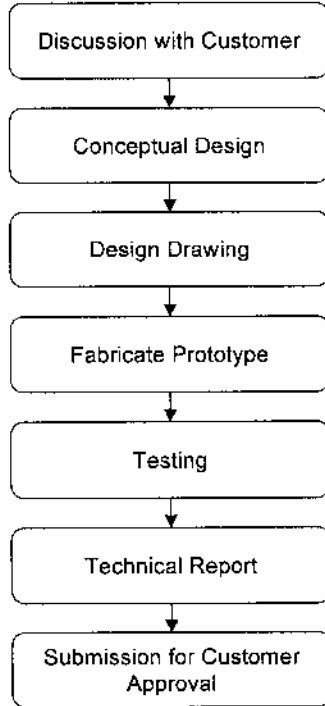 Discussion with Customer
Conceptual Design
Design Drawing
Fabricate Prototype
Testing
Technical Report
Submission for Customer
Approval